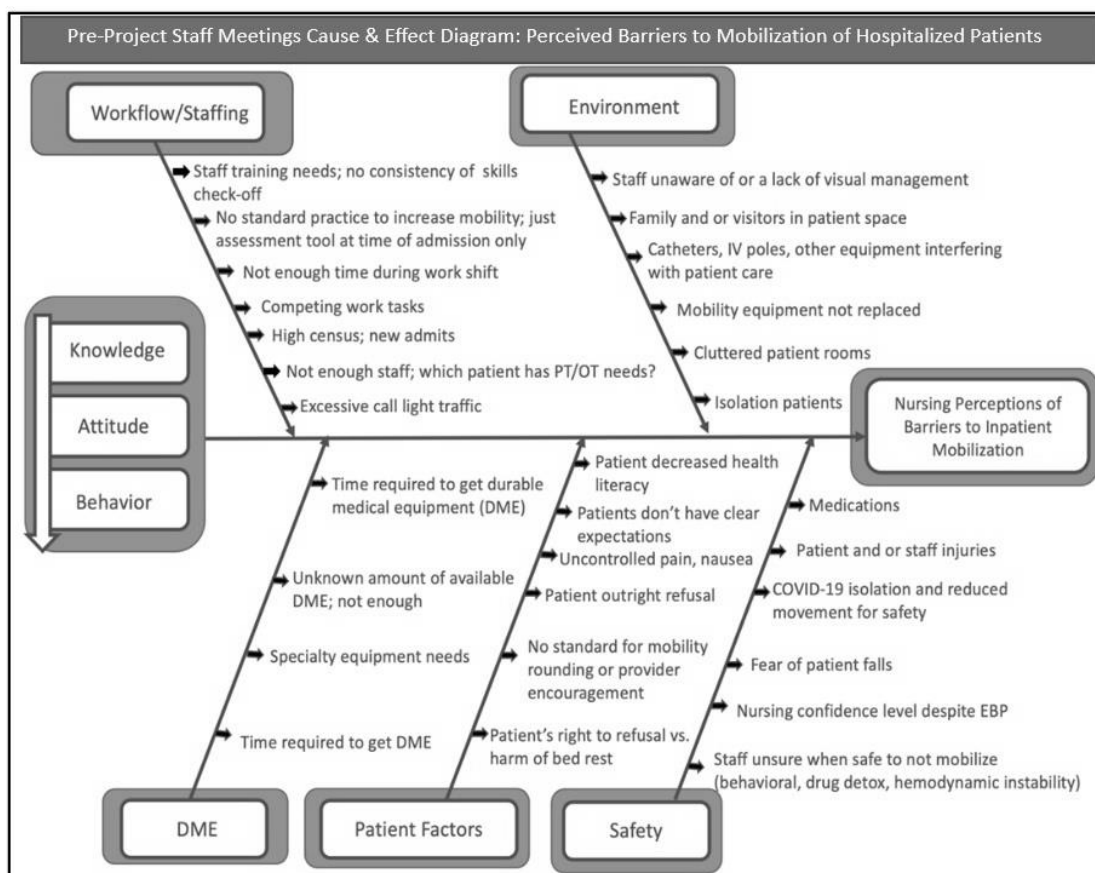 Pre-Project Staff Meetings Cause & Effect Diagram: Perceived Barriers to Mobilization of Hospitalized Patients
Workflow/Staffing
Staff training needs; no consistency of skills
check-off
No standard practice to increase mobility; just
assessment tool at time of admission only
Not enough time during work shift
Competing work tasks
High census; new admits
Not enough staff; which patient has PT/OT needs?
Excessive call light traffic
Environment
Staff unaware of or a lack of visual management
Family and or visitors in patient space
Catheters, IV poles, other equipment interfering
with patient care
Mobility equipment not replaced
Cluttered patient rooms
Isolation patients
Knowledge
Attitude
Behavior
Nursing Perceptions of
Barriers to Inpatient
Mobilization
Time required to get durable
medical equipment (DME)
Unknown amount of available
DME; not enough
Specialty equipment needs
Time required to get DME
DME
Patient decreased health
literacy
Patients don't have clear
expectations
Uncontrolled pain, nausea
Patient outright refusal
No standard for mobility
rounding or provider
encouragement
Patient's right to refusal vs.
harm of bed rest
Patient Factors
Medications
Patient and or staff injuries
COVID-19 isolation and reduced
movement for safety
Fear of patient falls
Nursing confidence level despite EBP
Staff unsure when safe to not mobilize
(behavioral, drug detox, hemodynamic instability)
Safety